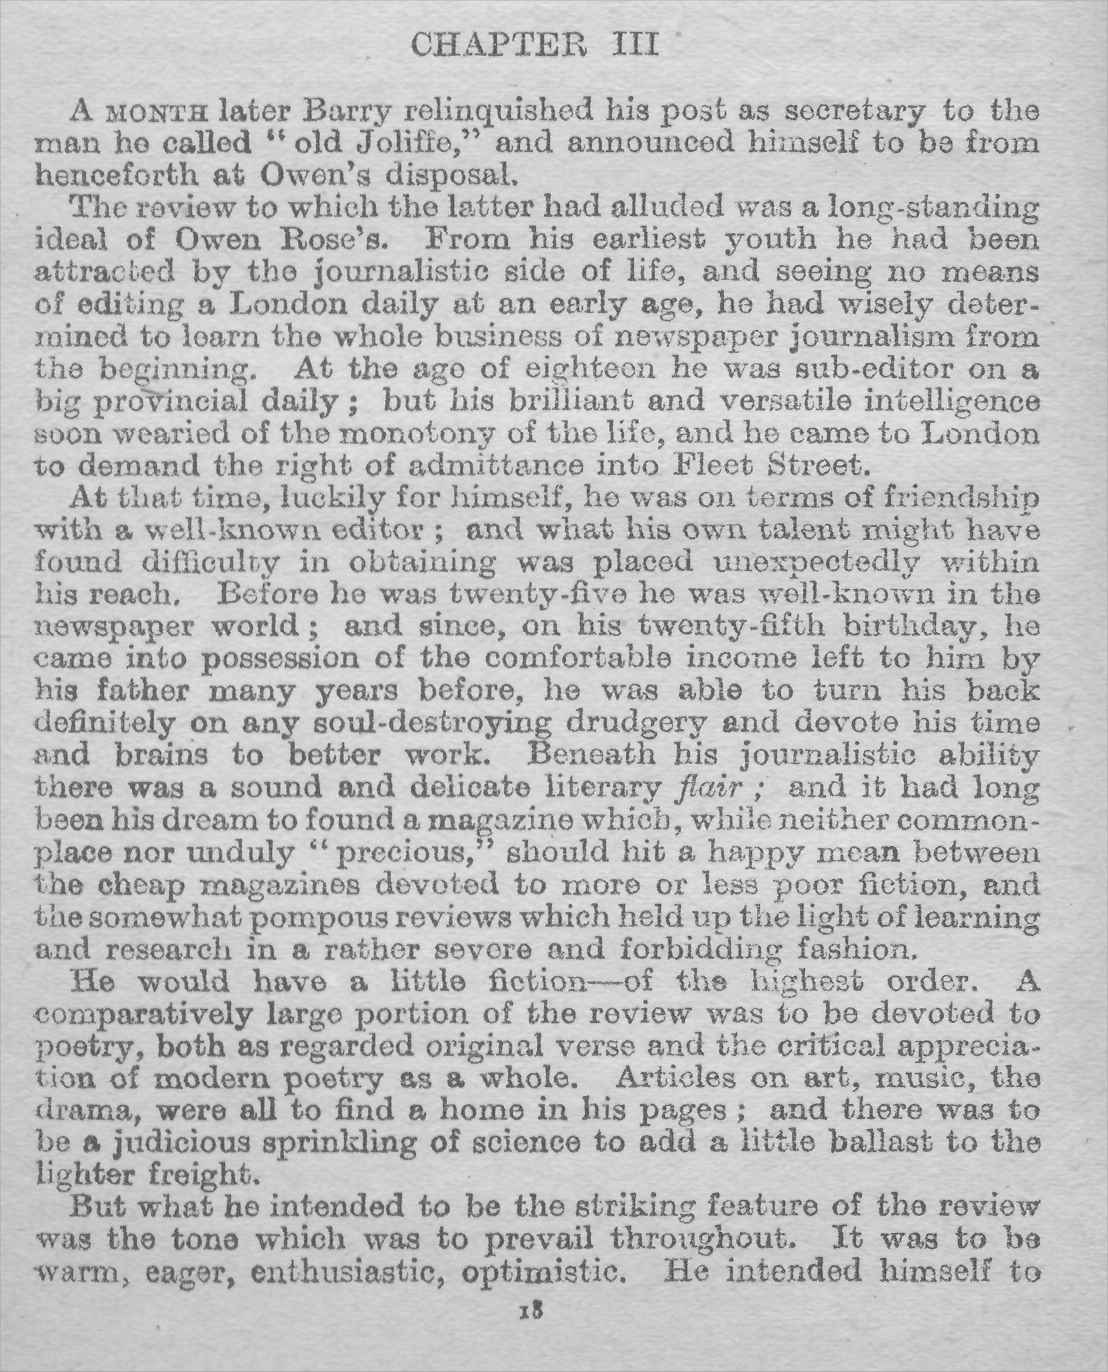 CHAPTER III
A MONTH later Barry relinquished his post as secretary to the
man he called “old Joliffe,” and announced himself to be from
henceforth at Owen’s disposal.
The review to which the latter had alluded was a long-standing
ideal of Owen Rose’s. From his earliest youth he had been
attracted by the journalistic side of life, and seeing no means
of editing a London daily at an early age, he had wisely deter-
mined to learn the whole business of newspaper journalism from
the beginning. At the age of eighteen he was sub-editor on a
big provincial daily; but his brilliant and versatile intelligence
soon wearied of the monotony of the life, and he came to London
to demand the right of admittance into Fleet Street.
At that time, luckily for himself, he was on terms of friendship
with a well-known editor; and what his own talent might have
found difficulty in obtaining was placed unexpectedly within
his reach. Before he was twenty-five he was well-known in the
newspaper world; and since, on his twenty-fifth birthday, he
came into possession of the comfortable income left to him by
his father many years before, he was able to turn his back
definitely on any soul-destroying drudgery and devote his time
and brains to better work. Beneath his journalistic ability
there was a sound and delicate literary flair; and it had long
been his dream to found a magazine which, while neither common-
place nor unduly “precious,” should hit a happy mean between
the cheap magazines devoted to more or less poor fiction, and
the somewhat pompous reviews which held up the light of learning
and research in a rather severe and forbidding fashion.
He would have a little fiction—of the highest order. A
comparatively large portion of the review was to be devoted to
poetry, both as regarded original verse and the critical apprecia-
tion of modern poetry as a whole. Articles on art, music, the
drama, were all to find a home in his pages; and there was to
be a judicious sprinkling of science to add a little ballast to the
lighter freight.
But what he intended to be the striking feature of the review
was the tone which was to prevail throughout. It was to be
warm, eager, enthusiastic, optimistic. He intended himself to
18